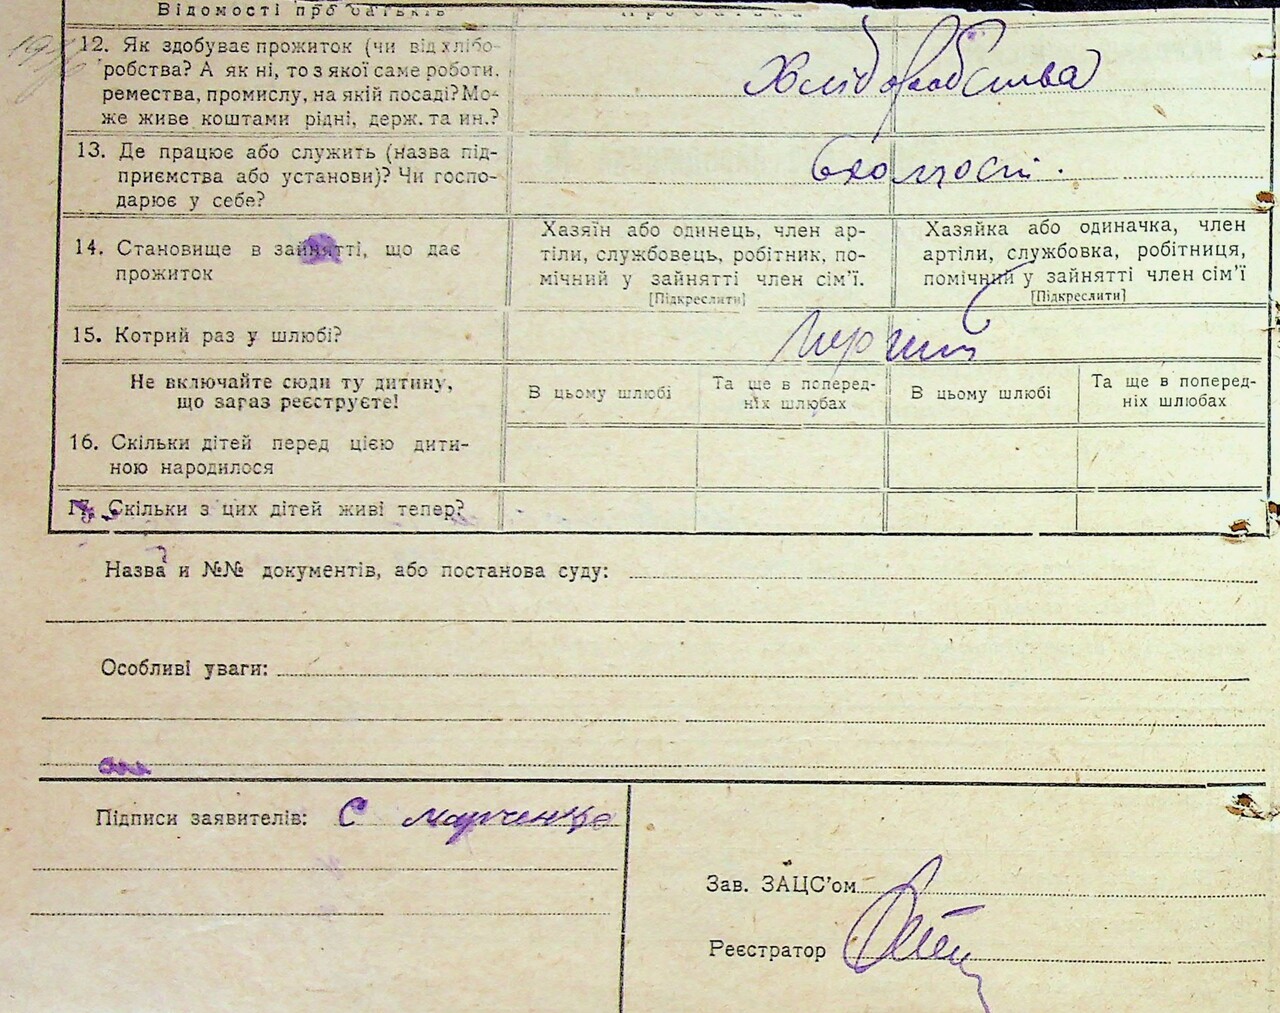 Відомості про батьків
12. Як здобуває прожиток (чи від хлібо-
робства? А як ні, то з якої саме роботи,
ремества, промислу, на якій посаді? Мо-
же живе коштами рідні, держ. та ин.?
Хліборобства
13. Де працює або служить (назва під-
приємства або установи)? Чи госпо-
дарює у себе?
14. Становище в зайнятті, що дає
прожиток
Хазяїн або одинець, член ар-
тіли, службовець, робітник, по-
мічний у зайнятті член сім’ї.
[Підкреслити]
Хазяйка або одиначка, член
артіли, службовка, робітниця,
помічний у зайнятті член сім’ї
[Підкреслити]
15. Котрий раз у шлюбі?
Перший
Не включайте сюди ту дитину,
що зараз реєструєте!
В цьому шлюбі
Та ще в поперед-
ніх шлюбах
В цьому шлюбі
Та ще в поперед-
ніх шлюбах
16. Скільки дітей перед цією дити-
ною народилося
17. Скільки з цих дітей живі тепер?
Назва и №№ документів, або постанова суду:
Особливі уваги:
Підписи заявителів: С Марченко
Зав. ЗАЦС’ом
Реєстратор